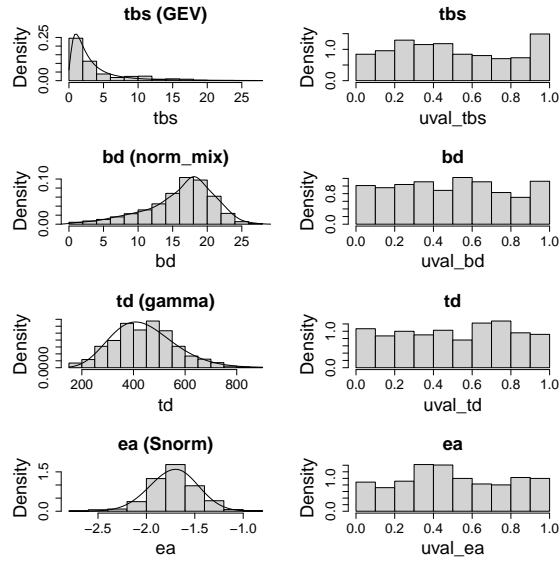 tbs (GEV)
Density
0.00
0.25
0 5 10 15 20 25
tbs
tbs
Density
0.0
1.0
0.0 0.2 0.4 0.6 0.8 1.0
uval_tbs
bd (norm_mix)
Density
0.00
0.10
0 5 10 15 20 25
bd
bd
Density
0.0
0.8
0.0 0.2 0.4 0.6 0.8 1.0
uval_bd
td (gamma)
Density
0.0000
200 400 600 800
td
td
Density
0.0
1.0
0.0 0.2 0.4 0.6 0.8 1.0
uval_td
ea (Snorm)
Density
0.0
1.5
−2.5 −2.0 −1.5 −1.0
ea
ea
Density
0.0
1.0
0.0 0.2 0.4 0.6 0.8 1.0
uval_ea